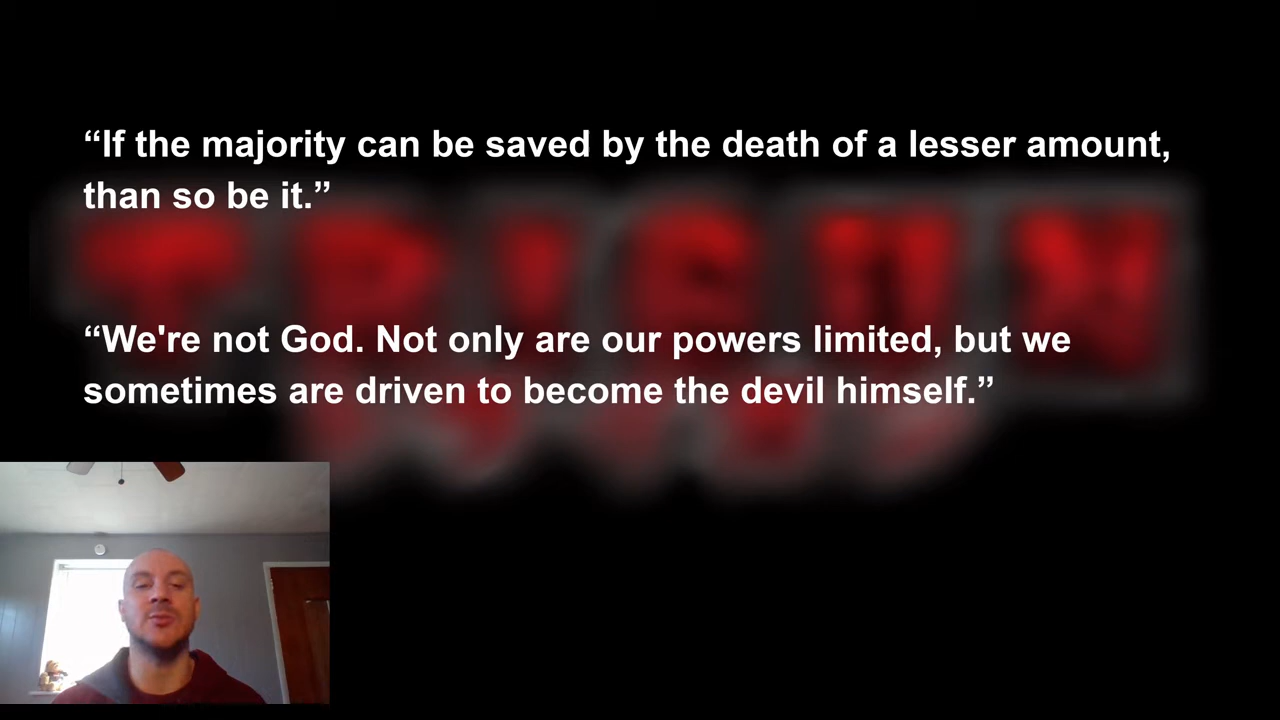 “If the majority can be saved by the death of a lesser amount,
than so be it.”
TRIGUN
“We're not God. Not only are our powers limited, but we
sometimes are driven to become the devil himself.”